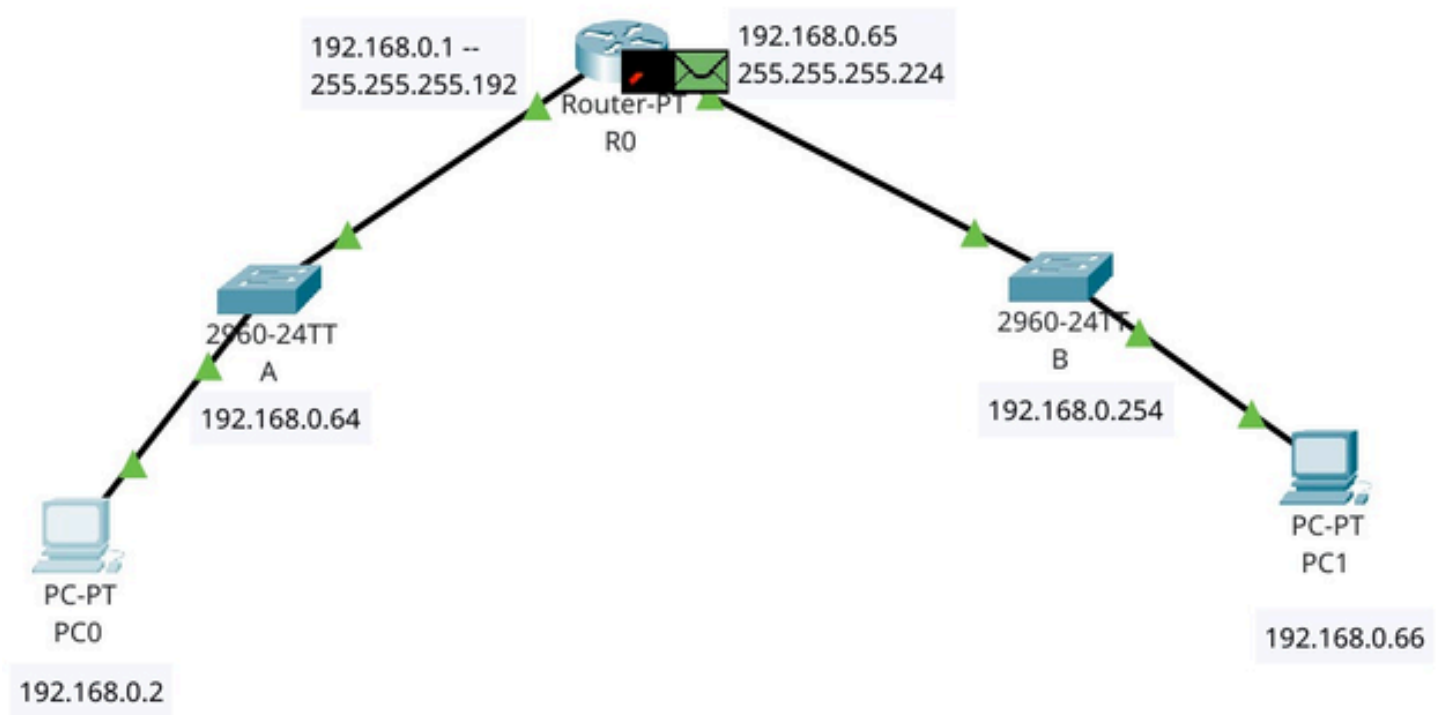 192.168.0.1 --
255.255.255.192
192.168.0.65
255.255.255.224
Router-PT
R0
2960-24TT
A
192.168.0.64
2960-24TT
B
192.168.0.254
PC-PT
PC0
192.168.0.2
PC-PT
PC1
192.168.0.66